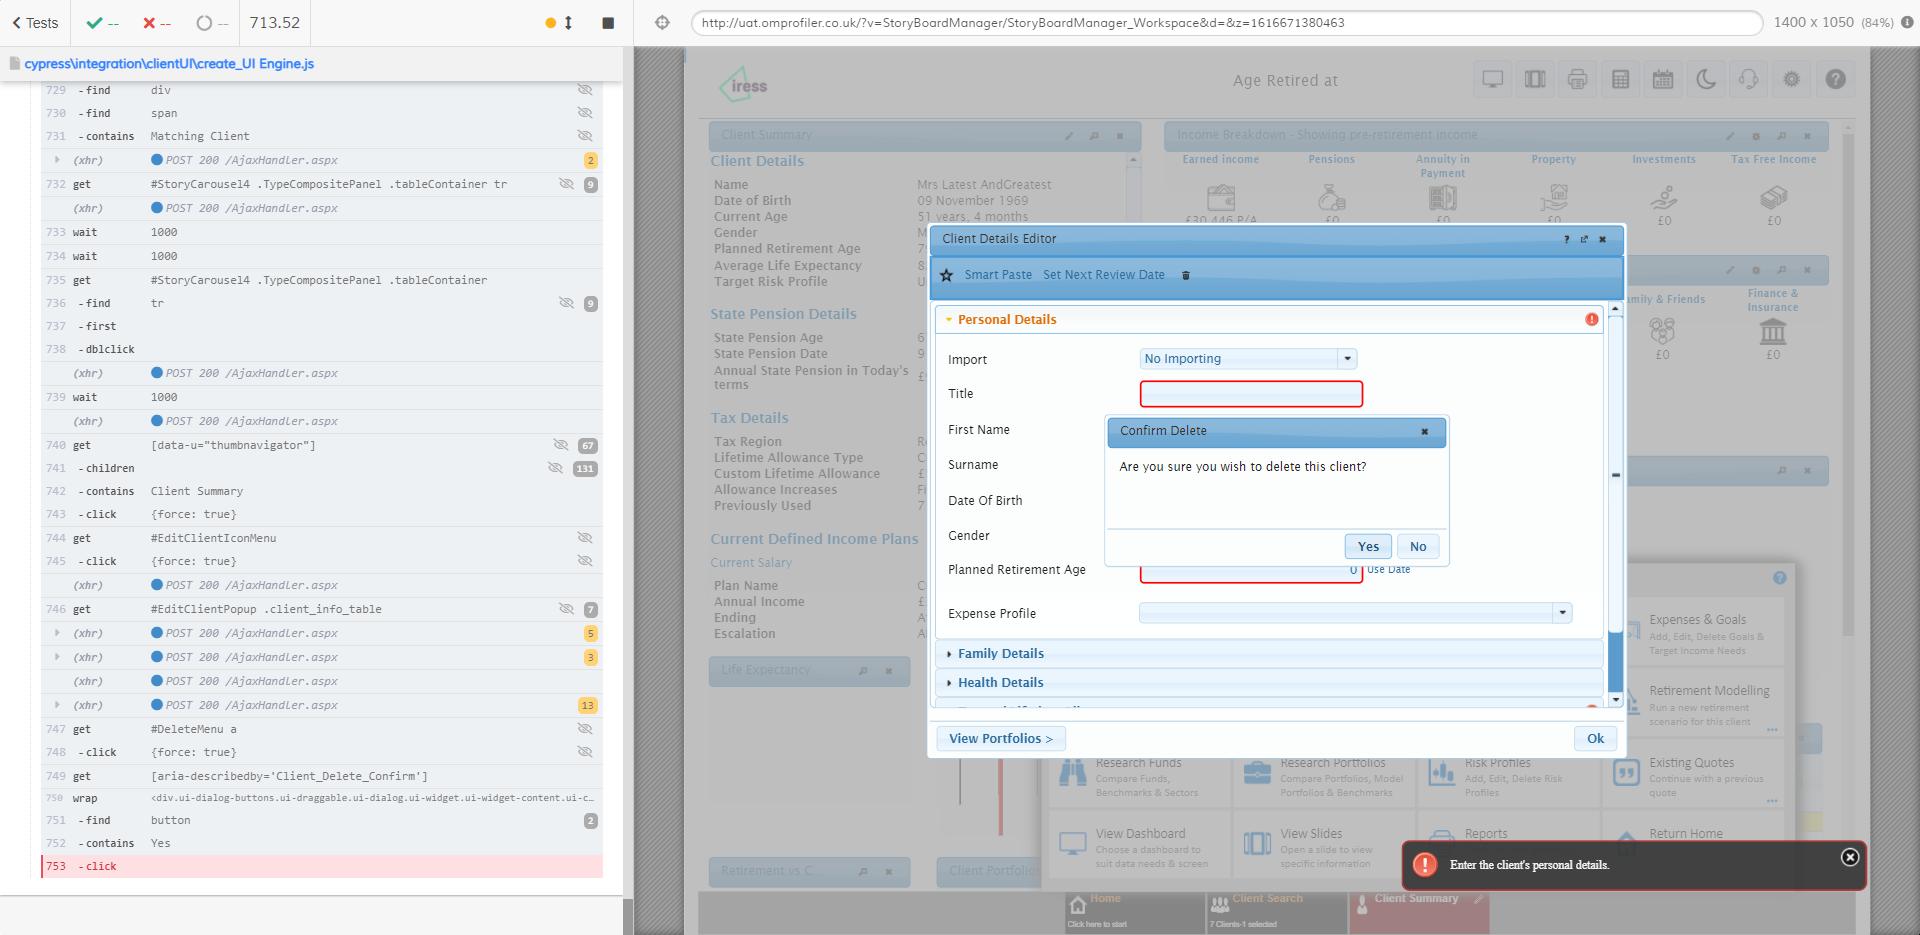 Tests
--
--
--
713.52
http://uat.omprofiler.co.uk/?v=StoryBoardManager/StoryBoardManager_Workspace&d=&z=1616671380463
1400 x 1050 (84%)
cypress\integration\clientUI\create_UI Engine.js
729 -find div
730 -find span
731 -contains Matching Client
(xhr) POST 200 /AjaxHandler.aspx 2
732 get #StoryCarousel4 .TypeCompositePanel .tableContainer tr 9
(xhr) POST 200 /AjaxHandler.aspx
733 wait 1000
734 wait 1000
735 get #StoryCarousel4 .TypeCompositePanel .tableContainer
736 -find tr 9
737 -first
738 -dblclick
(xhr) POST 200 /AjaxHandler.aspx
739 wait 1000
(xhr) POST 200 /AjaxHandler.aspx
740 get [data-u="thumbnavigator"] 67
741 -children 131
742 -contains Client Summary
743 -click {force: true}
744 get #EditClientIconMenu
745 -click {force: true}
(xhr) POST 200 /AjaxHandler.aspx
746 get #EditClientPopup .client_info_table 7
(xhr) POST 200 /AjaxHandler.aspx 5
(xhr) POST 200 /AjaxHandler.aspx 3
(xhr) POST 200 /AjaxHandler.aspx
(xhr) POST 200 /AjaxHandler.aspx 13
747 get #DeleteMenu a
748 -click {force: true}
749 get [aria-describedby='Client_Delete_Confirm']
750 wrap <div.ui-dialog-buttons.ui-draggable.ui-dialog.ui-widget.ui-widget-content.ui-c...
751 -find button 2
752 -contains Yes
753 -click
iress
Age Retired at
Client Summary
Client Details
Name Mrs Latest AndGreatest
Date of Birth 09 November 1969
Current Age 51 years, 4 months
Gender M
Planned Retirement Age 7
Average Life Expectancy 8
Target Risk Profile U
State Pension Details
State Pension Age 6
State Pension Date 9
Annual State Pension in Today's £
terms
Tax Details
Tax Region R
Lifetime Allowance Type C
Custom Lifetime Allowance £
Allowance Increases Fi
Previously Used 7
Current Defined Income Plans
Current Salary
Plan Name C
Annual Income £
Ending A
Escalation A
Life Expectancy
Retirement vs C...
Client Portfolio
Income Breakdown - Showing pre-retirement income
Earned income
Pensions
Annuity in
Payment
Property
Investments
Tax Free Income
£30,446 P/A
£0
£0
£0
£0
£0
mily & Friends
£0
Finance &
Insurance
£0
Client Details Editor
Smart Paste
Set Next Review Date
Personal Details
Import No Importing
Title
First Name
Surname
Date Of Birth
Gender
Planned Retirement Age 0 Use Date
Expense Profile
Confirm Delete
Are you sure you wish to delete this client?
Yes
No
Family Details
Health Details
View Portfolios >
Ok
Expenses & Goals
Add, Edit, Delete Goals &
Target Income Needs
Retirement Modelling
Run a new retirement
scenario for this client
Research Funds
Compare Funds,
Benchmarks & Sectors
Research Portfolios
Compare Portfolios, Model
Portfolios & Benchmarks
Risk Profiles
Add, Edit, Delete Risk
Profiles
Existing Quotes
Continue with a previous
quote
View Dashboard
Choose a dashboard to
suit data needs & screen
View Slides
Open a slide to view
specific information
Reports
Return Home
Enter the client's personal details.
Home
Click here to start
Client Search
7 Clients-1 selected
Client Summary